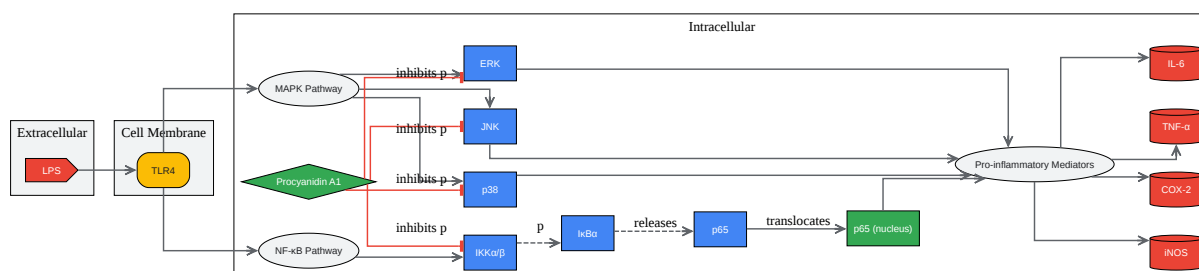 Intracellular
Extracellular
LPS
Cell Membrane
TLR4
MAPK Pathway
Procyanidin A1
NF-κB Pathway
inhibits p
inhibits p
inhibits p
inhibits p
ERK
JNK
p38
IKKα/β
p
IκBα
releases
p65
translocates
p65 (nucleus)
Pro-inflammatory Mediators
IL-6
TNF-α
COX-2
iNOS